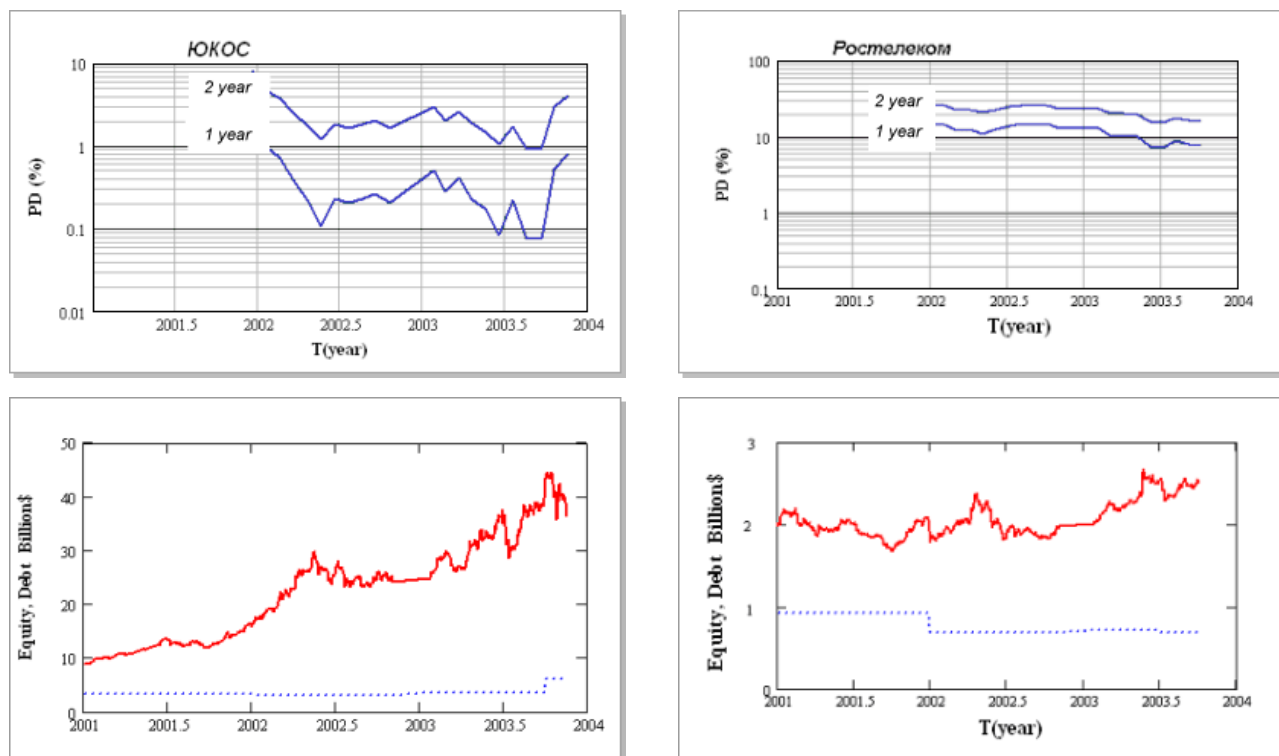 ЮКОС
10
2 year
1 year
1
PD (%)
0.1
0.01
2001.5 2002 2002.5 2003 2003.5 2004
T(year)
Ростелеком
100
2 year
1 year
10
PD (%)
1
0.1
2001 2001.5 2002 2002.5 2003 2003.5 2004
T(year)
50
40
30
20
10
0
Equity, Debt Billion$
2001 2001.5 2002 2002.5 2003 2003.5 2004
3
2
1
0
Equity, Debt Billion$
2001 2001.5 2002 2002.5 2003 2003.5 2004
T(year)